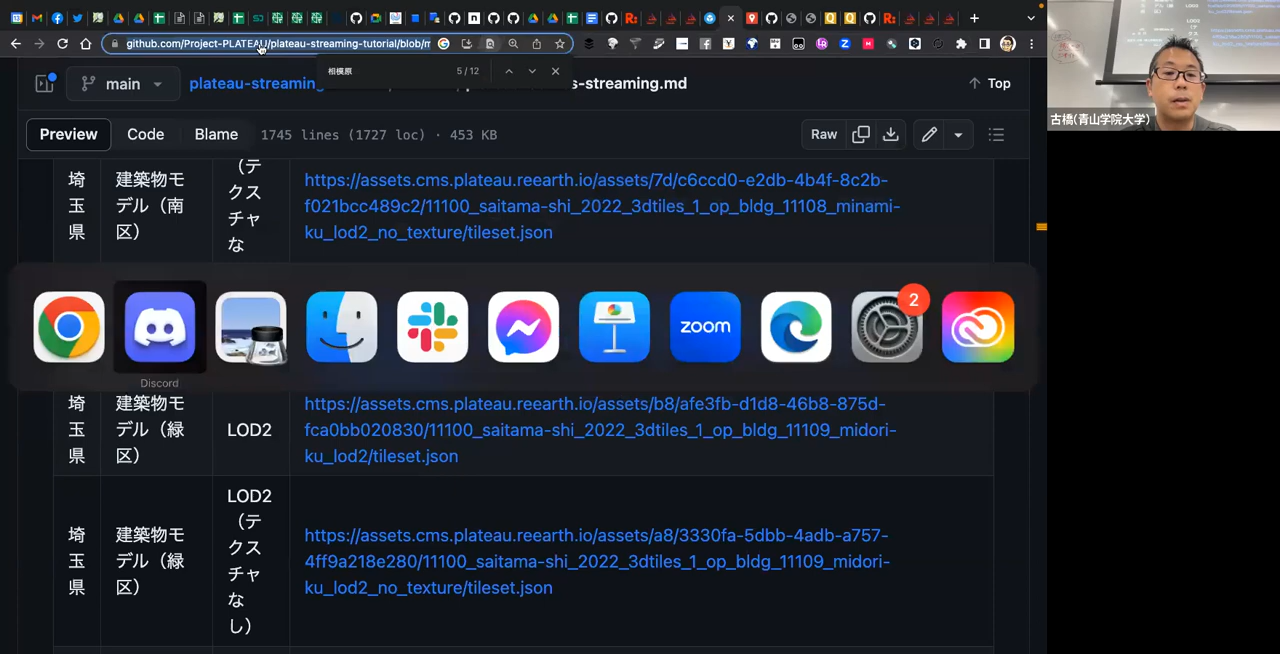 github.com/Project-PLATEAU/plateau-streaming-tutorial/blob/m
相模原
5/12
main
plateau-streaming
s-streaming.md
Top
Preview
Code
Blame
1745 lines (1727 loc) · 453 KB
Raw
埼玉県
建築物モ
デル（南
区）
（テ
クス
チャ
な
https://assets.cms.plateau.reearth.io/assets/7d/c6ccd0-e2db-4b4f-8c2b-
f021bcc489c2/11100_saitama-shi_2022_3dtiles_1_op_bldg_11108_minami-
ku_lod2_no_texture/tileset.json
zoom
2
Discord
埼玉県
建築物モ
デル（緑
区）
LOD2
https://assets.cms.plateau.reearth.io/assets/b8/afe3fb-d1d8-46b8-875d-
fca0bb020830/11100_saitama-shi_2022_3dtiles_1_op_bldg_11109_midori-
ku_lod2/tileset.json
埼玉県
建築物モ
デル（緑
区）
LOD2
（テ
クス
チャ
な
し）
https://assets.cms.plateau.reearth.io/assets/a8/3330fa-5dbb-4adb-a757-
4ff9a218e280/11100_saitama-shi_2022_3dtiles_1_op_bldg_11109_midori-
ku_lod2_no_texture/tileset.json
古橋(青山学院大学)